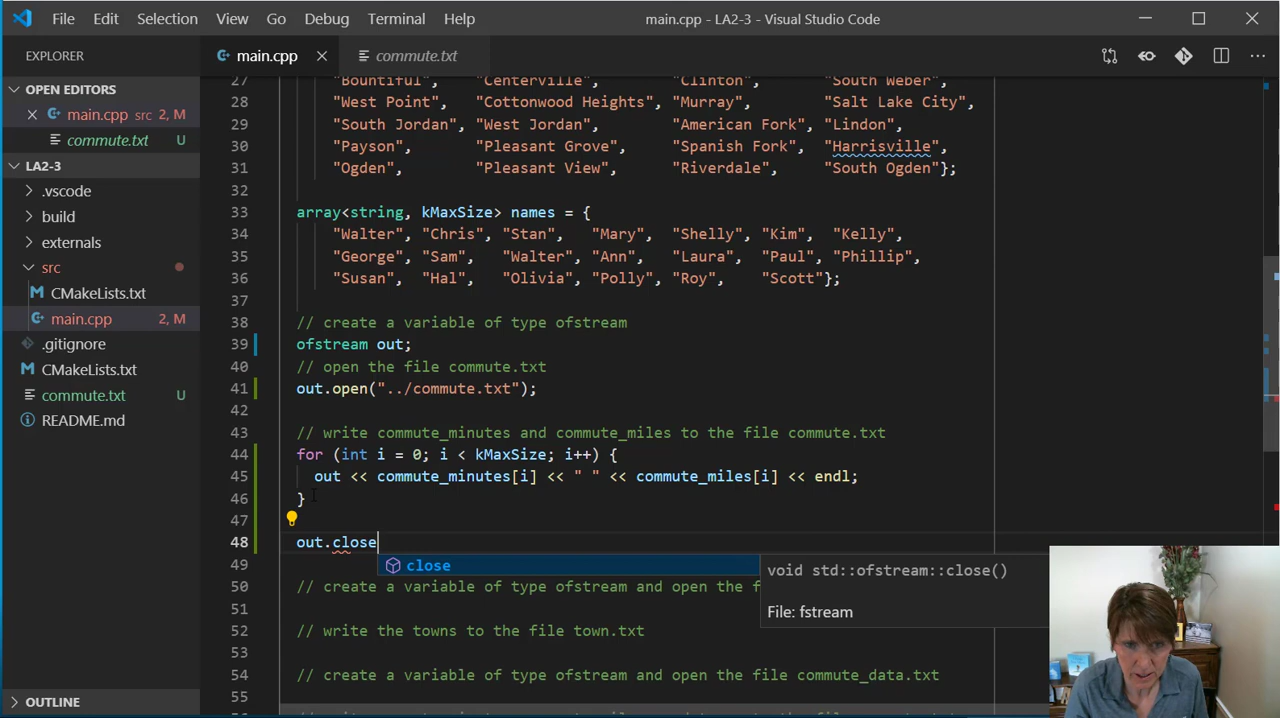 File Edit Selection View Go Debug Terminal Help main.cpp - LA2-3 - Visual Studio Code
EXPLORER main.cpp commute.txt
OPEN EDITORS
main.cpp src 2, M
commute.txt U
LA2-3
.vscode
build
externals
src
CMakeLists.txt
main.cpp 2, M
.gitignore
CMakeLists.txt
commute.txt U
README.md
OUTLINE
27 "Bountiful", "Centerville", "Clinton", "South Weber",
28 "West Point", "Cottonwood Heights", "Murray", "Salt Lake City",
29 "South Jordan", "West Jordan", "American Fork", "Lindon",
30 "Payson", "Pleasant Grove", "Spanish Fork", "Harrisville",
31 "Ogden", "Pleasant View", "Riverdale", "South Ogden"};
32
33 array<string, kMaxSize> names = {
34 "Walter", "Chris", "Stan", "Mary", "Shelly", "Kim", "Kelly",
35 "George", "Sam", "Walter", "Ann", "Laura", "Paul", "Phillip",
36 "Susan", "Hal", "Olivia", "Polly", "Roy", "Scott"};
37
38 // create a variable of type ofstream
39 ofstream out;
40 // open the file commute.txt
41 out.open("../commute.txt");
42
43 // write commute_minutes and commute_miles to the file commute.txt
44 for (int i = 0; i < kMaxSize; i++) {
45 out << commute_minutes[i] << " " << commute_miles[i] << endl;
46 }
47
48 out.close
close void std::ofstream::close()
File: fstream
49
50 // create a variable of type ofstream and open the f
51
52 // write the towns to the file town.txt
53
54 // create a variable of type ofstream and open the file commute_data.txt
55